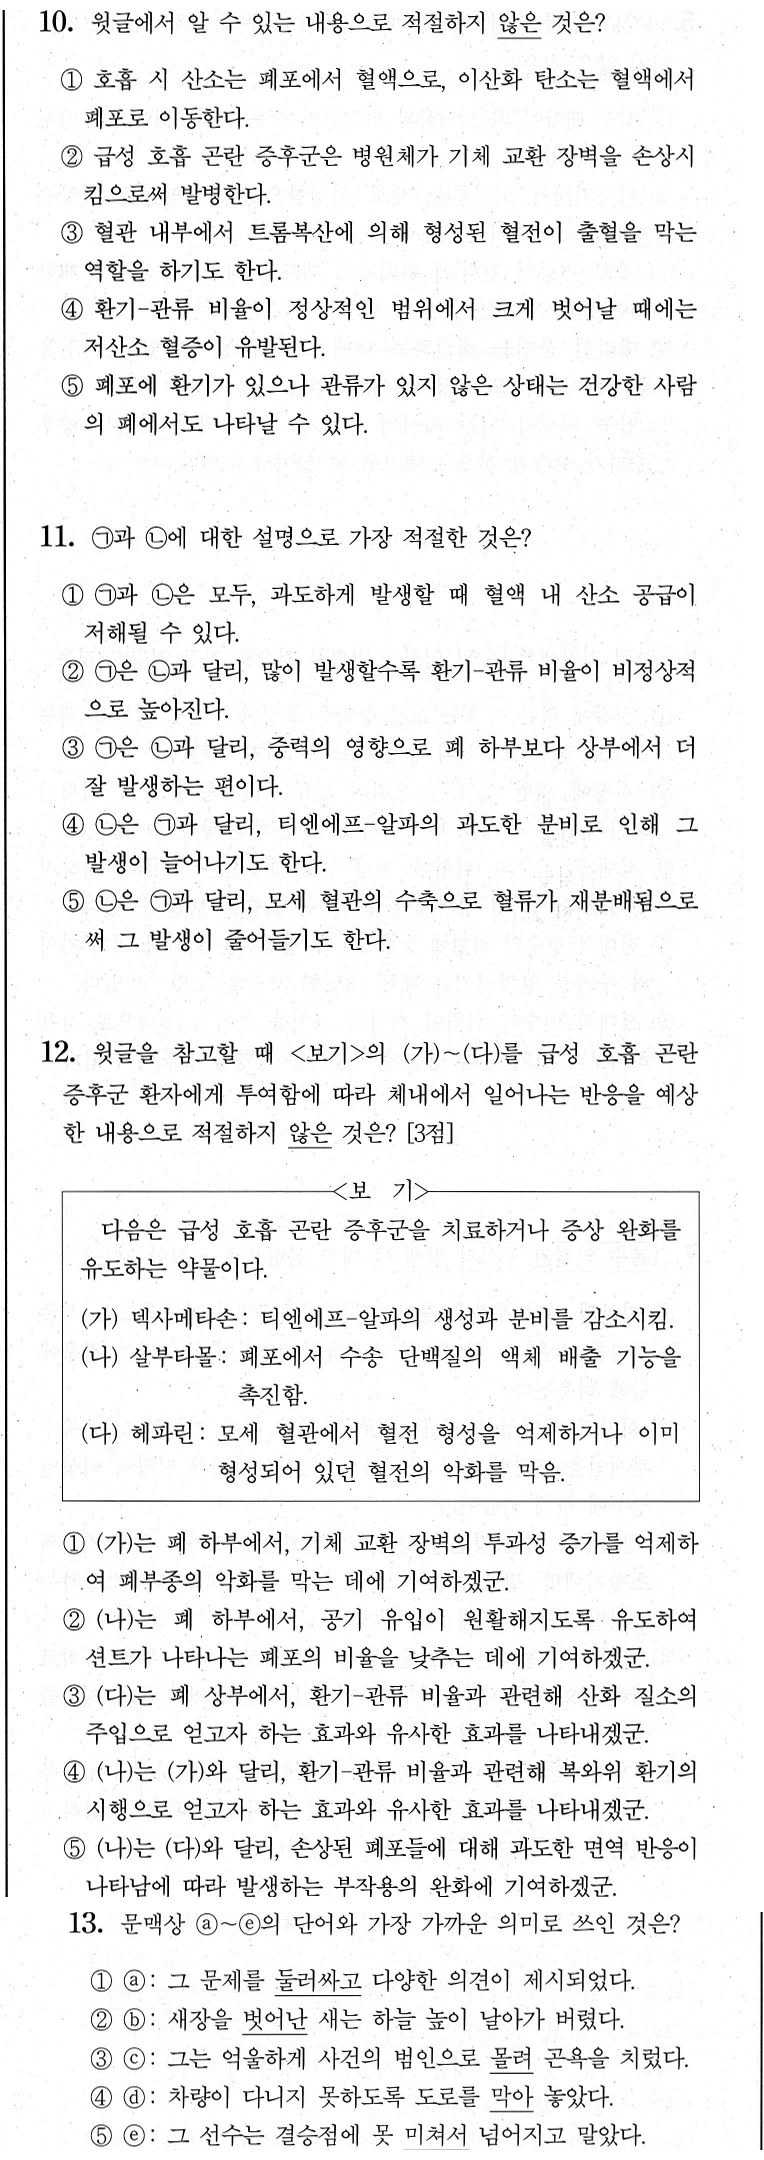 10. 윗글에서 알 수 있는 내용으로 적절하지 않은 것은?
① 호흡 시 산소는 폐포에서 혈액으로, 이산화 탄소는 혈액에서
폐포로 이동한다.
② 급성 호흡 곤란 증후군은 병원체가 기체 교환 장벽을 손상시
킴으로써 발병한다.
③ 혈관 내부에서 트롬복산에 의해 형성된 혈전이 출혈을 막는
역할을 하기도 한다.
④ 환기-관류 비율이 정상적인 범위에서 크게 벗어날 때에는
저산소 혈증이 유발된다.
⑤ 폐포에 환기가 있으나 관류가 있지 않은 상태는 건강한 사람
의 폐에서도 나타날 수 있다.
11. ㉠과 ㉡에 대한 설명으로 가장 적절한 것은?
① ㉠과 ㉡은 모두, 과도하게 발생할 때 혈액 내 산소 공급이
저해될 수 있다.
② ㉠은 ㉡과 달리, 많이 발생할수록 환기-관류 비율이 비정상적
으로 높아진다.
③ ㉠은 ㉡과 달리, 중력의 영향으로 폐 하부보다 상부에서 더
잘 발생하는 편이다.
④ ㉡은 ㉠과 달리, 티엔에프-알파의 과도한 분비로 인해 그
발생이 늘어나기도 한다.
⑤ ㉡은 ㉠과 달리, 모세 혈관의 수축으로 혈류가 재분배됨으로
써 그 발생이 줄어들기도 한다.
12. 윗글을 참고할 때 <보기>의 (가)~(다)를 급성 호흡 곤란
증후군 환자에게 투여함에 따라 체내에서 일어나는 반응을 예상
한 내용으로 적절하지 않은 것은? [3점]
<보 기>
다음은 급성 호흡 곤란 증후군을 치료하거나 증상 완화를
유도하는 약물이다.
(가) 덱사메타손: 티엔에프-알파의 생성과 분비를 감소시킴.
(나) 살부타몰: 폐포에서 수송 단백질의 액체 배출 기능을
촉진함.
(다) 헤파린: 모세 혈관에서 혈전 형성을 억제하거나 이미
형성되어 있던 혈전의 악화를 막음.
① (가)는 폐 하부에서, 기체 교환 장벽의 투과성 증가를 억제하
여 폐부종의 악화를 막는 데에 기여하겠군.
② (나)는 폐 하부에서, 공기 유입이 원활해지도록 유도하여
션트가 나타나는 폐포의 비율을 낮추는 데에 기여하겠군.
③ (다)는 폐 상부에서, 환기-관류 비율과 관련해 산화 질소의
주입으로 얻고자 하는 효과와 유사한 효과를 나타내겠군.
④ (나)는 (가)와 달리, 환기-관류 비율과 관련해 복와위 환기의
시행으로 얻고자 하는 효과와 유사한 효과를 나타내겠군.
⑤ (나)는 (다)와 달리, 손상된 폐포들에 대해 과도한 면역 반응이
나타남에 따라 발생하는 부작용의 완화에 기여하겠군.
13. 문맥상 ⓐ~ⓔ의 단어와 가장 가까운 의미로 쓰인 것은?
① ⓐ: 그 문제를 둘러싸고 다양한 의견이 제시되었다.
② ⓑ: 새장을 벗어난 새는 하늘 높이 날아가 버렸다.
③ ⓒ: 그는 억울하게 사건의 범인으로 몰려 곤욕을 치렀다.
④ ⓓ: 차량이 다니지 못하도록 도로를 막아 놓았다.
⑤ ⓔ: 그 선수는 결승점에 못 미쳐서 넘어지고 말았다.